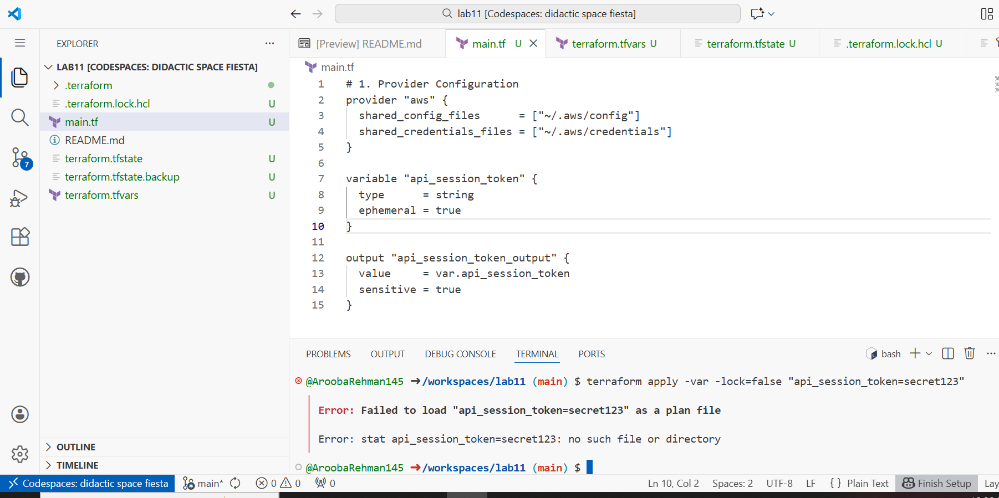 lab11 [Codespaces: didactic space fiesta]
EXPLORER
LAB11 [CODESPACES: DIDACTIC SPACE FIESTA]
.terraform
.terraform.lock.hcl U
main.tf U
README.md
terraform.tfstate U
terraform.tfstate.backup U
terraform.tfvars U
7
OUTLINE
TIMELINE
[Preview] README.md
main.tf U
terraform.tfvars U
terraform.tfstate U
.terraform.lock.hcl U
main.tf
1 # 1. Provider Configuration
2 provider "aws" {
3 shared_config_files = ["~/.aws/config"]
4 shared_credentials_files = ["~/.aws/credentials"]
5 }
6
7 variable "api_session_token" {
8 type = string
9 ephemeral = true
10 }
11
12 output "api_session_token_output" {
13 value = var.api_session_token
14 sensitive = true
15 }
PROBLEMS OUTPUT DEBUG CONSOLE TERMINAL PORTS
bash
@AroobaRehman145 ➜/workspaces/lab11 (main) $ terraform apply -var -lock=false "api_session_token=secret123"
Error: Failed to load "api_session_token=secret123" as a plan file
Error: stat api_session_token=secret123: no such file or directory
@AroobaRehman145 ➜/workspaces/lab11 (main) $
Codespaces: didactic space fiesta main* 0 0 0 Ln 10, Col 2 Spaces: 2 UTF-8 LF { } Plain Text Finish Setup Lay